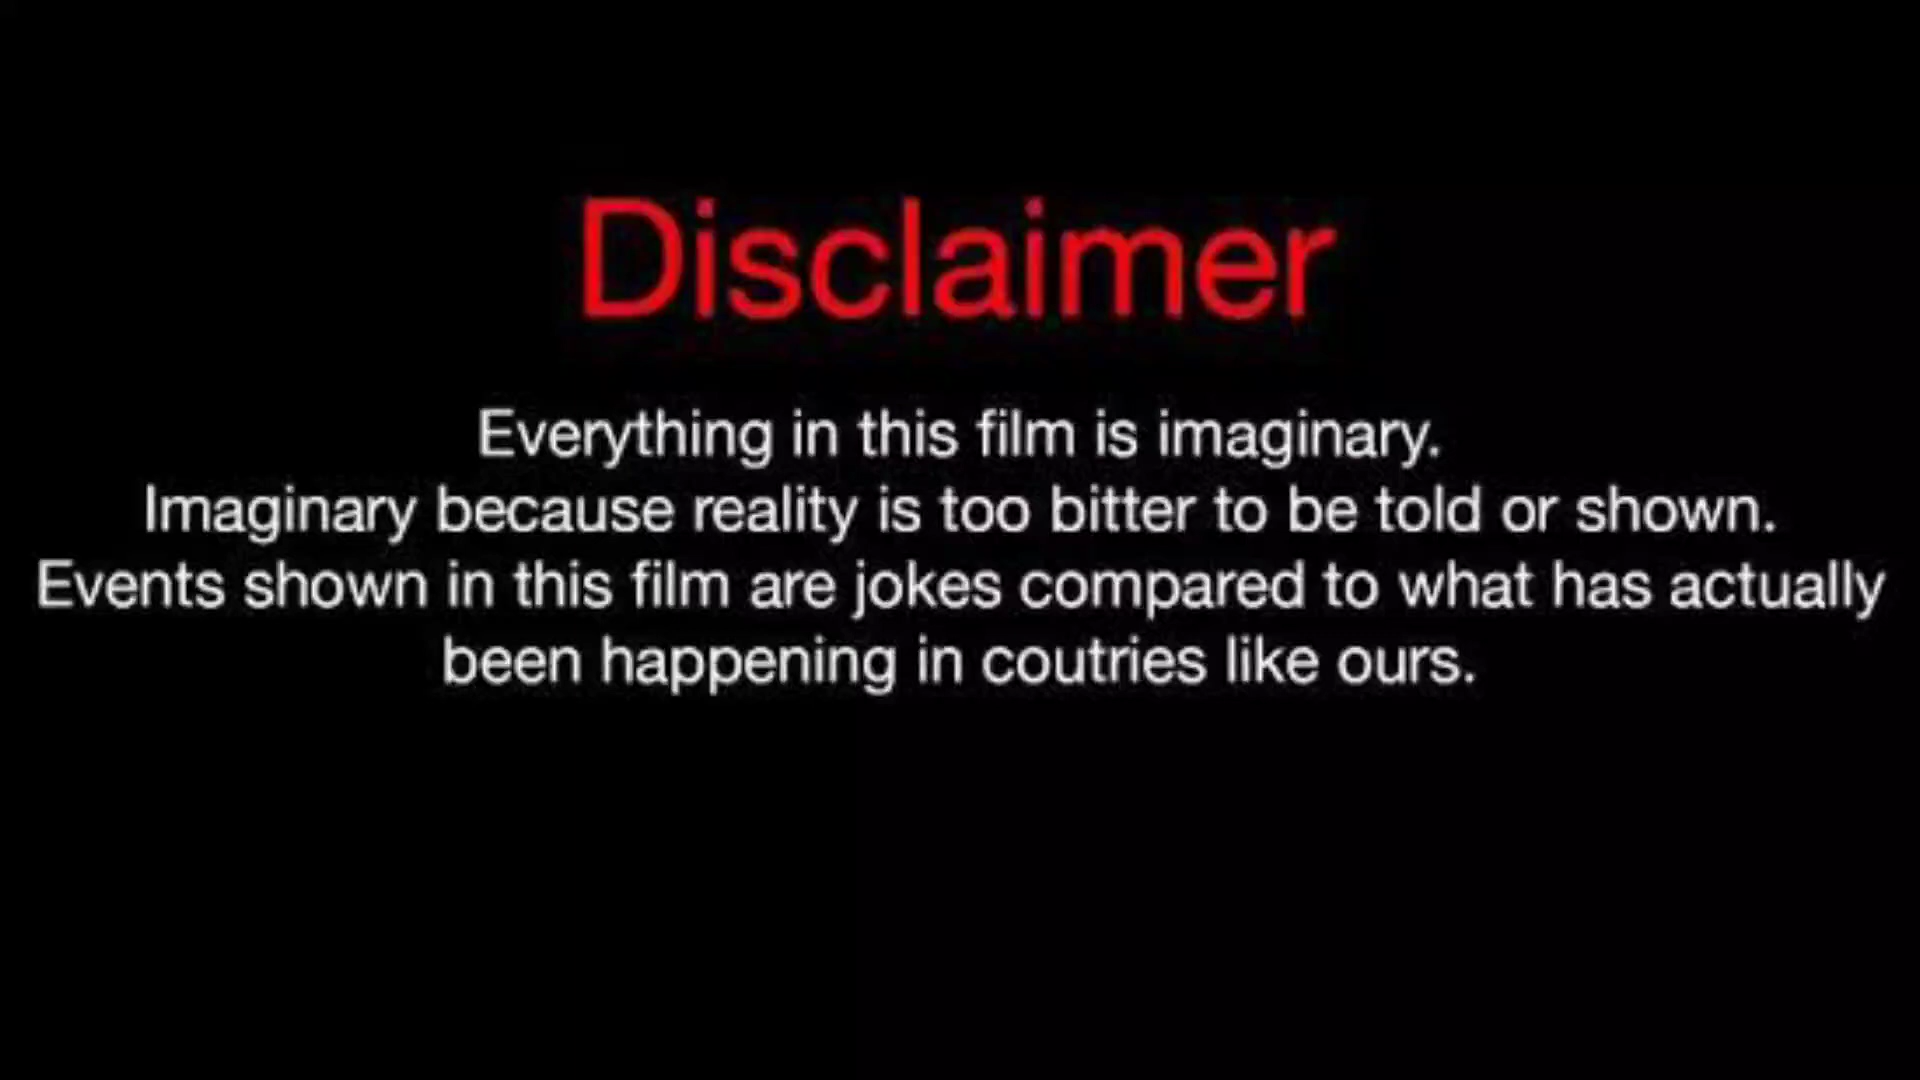 Disclaimer
Everything in this film is imaginary.
Imaginary because reality is too bitter to be told or shown.
Events shown in this film are jokes compared to what has actually
been happening in coutries like ours.